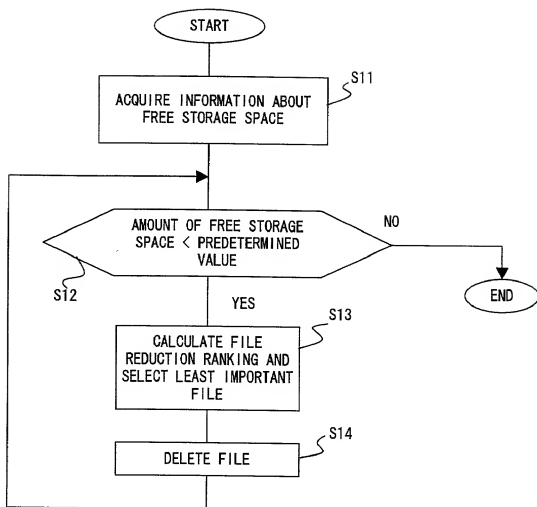 START
S11
ACQUIRE INFORMATION ABOUT
FREE STORAGE SPACE
AMOUNT OF FREE STORAGE
SPACE < PREDETERMINED
VALUE
NO
S12
END
YES
S13
CALCULATE FILE
REDUCTION RANKING AND
SELECT LEAST IMPORTANT
FILE
S14
DELETE FILE